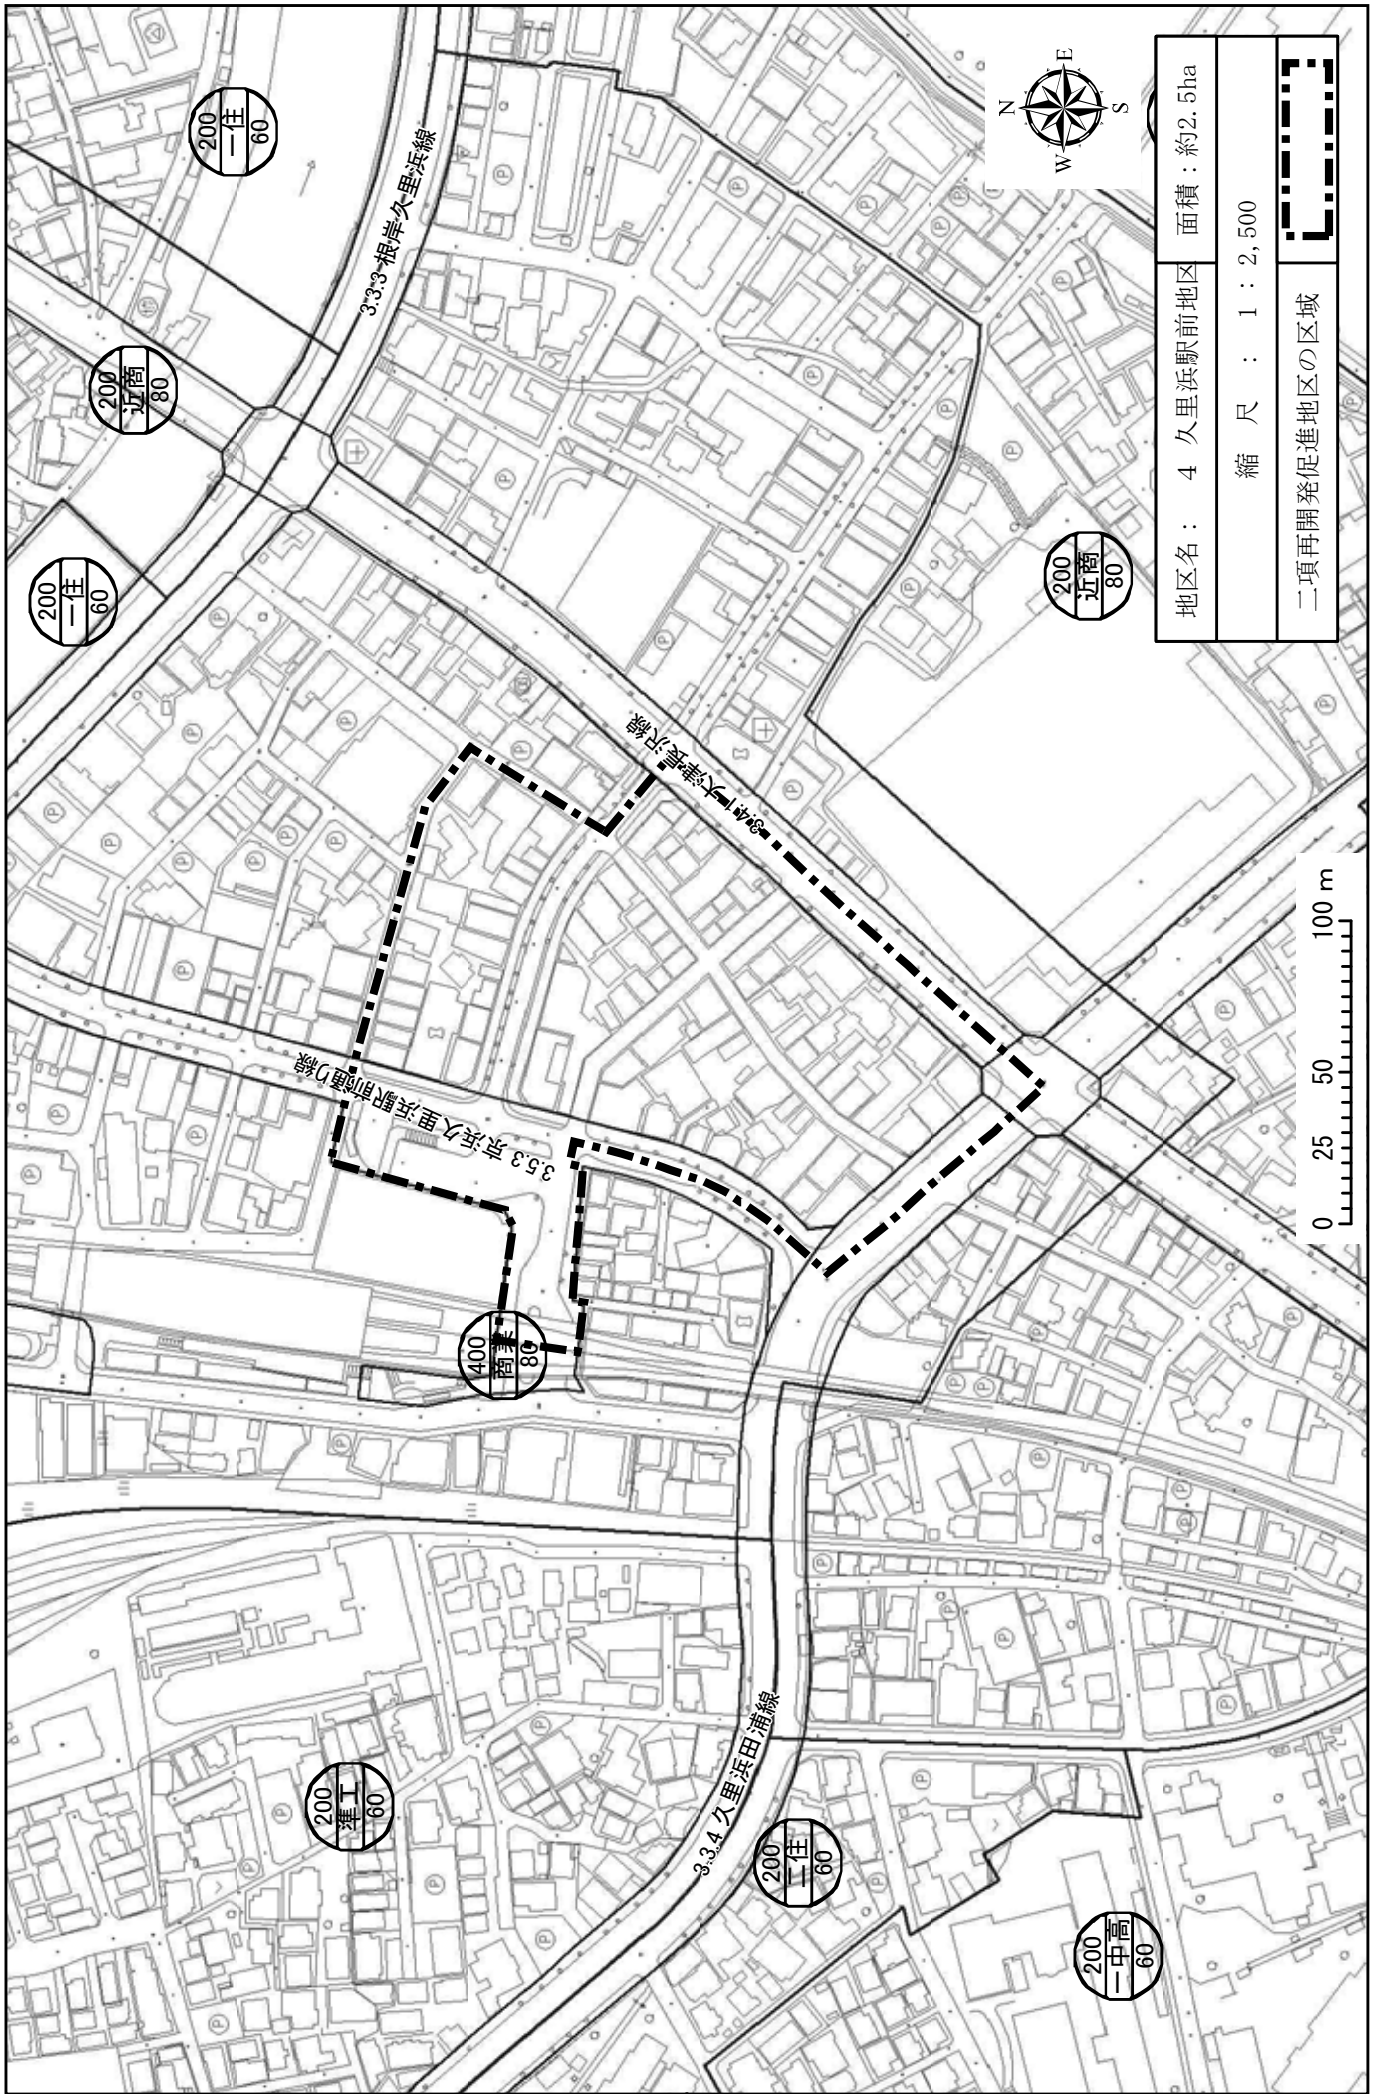 200
一住
60
200
近商
80
200
一住
60
3.3.3 根岸久里浜線
N
E
S
W
3.4.1 大津長沢線
3.5.3 京浜久里浜駅前通り線
400
商業
80
200
近商
80
200
準工
60
3.3.4 久里浜田浦線
200
二住
60
200
一中高
60
0 25 50 100 m
地区名： 4 久里浜駅前地区 面積：約2.5ha
縮 尺 ： 1：2,500
二項再開発促進地区の区域